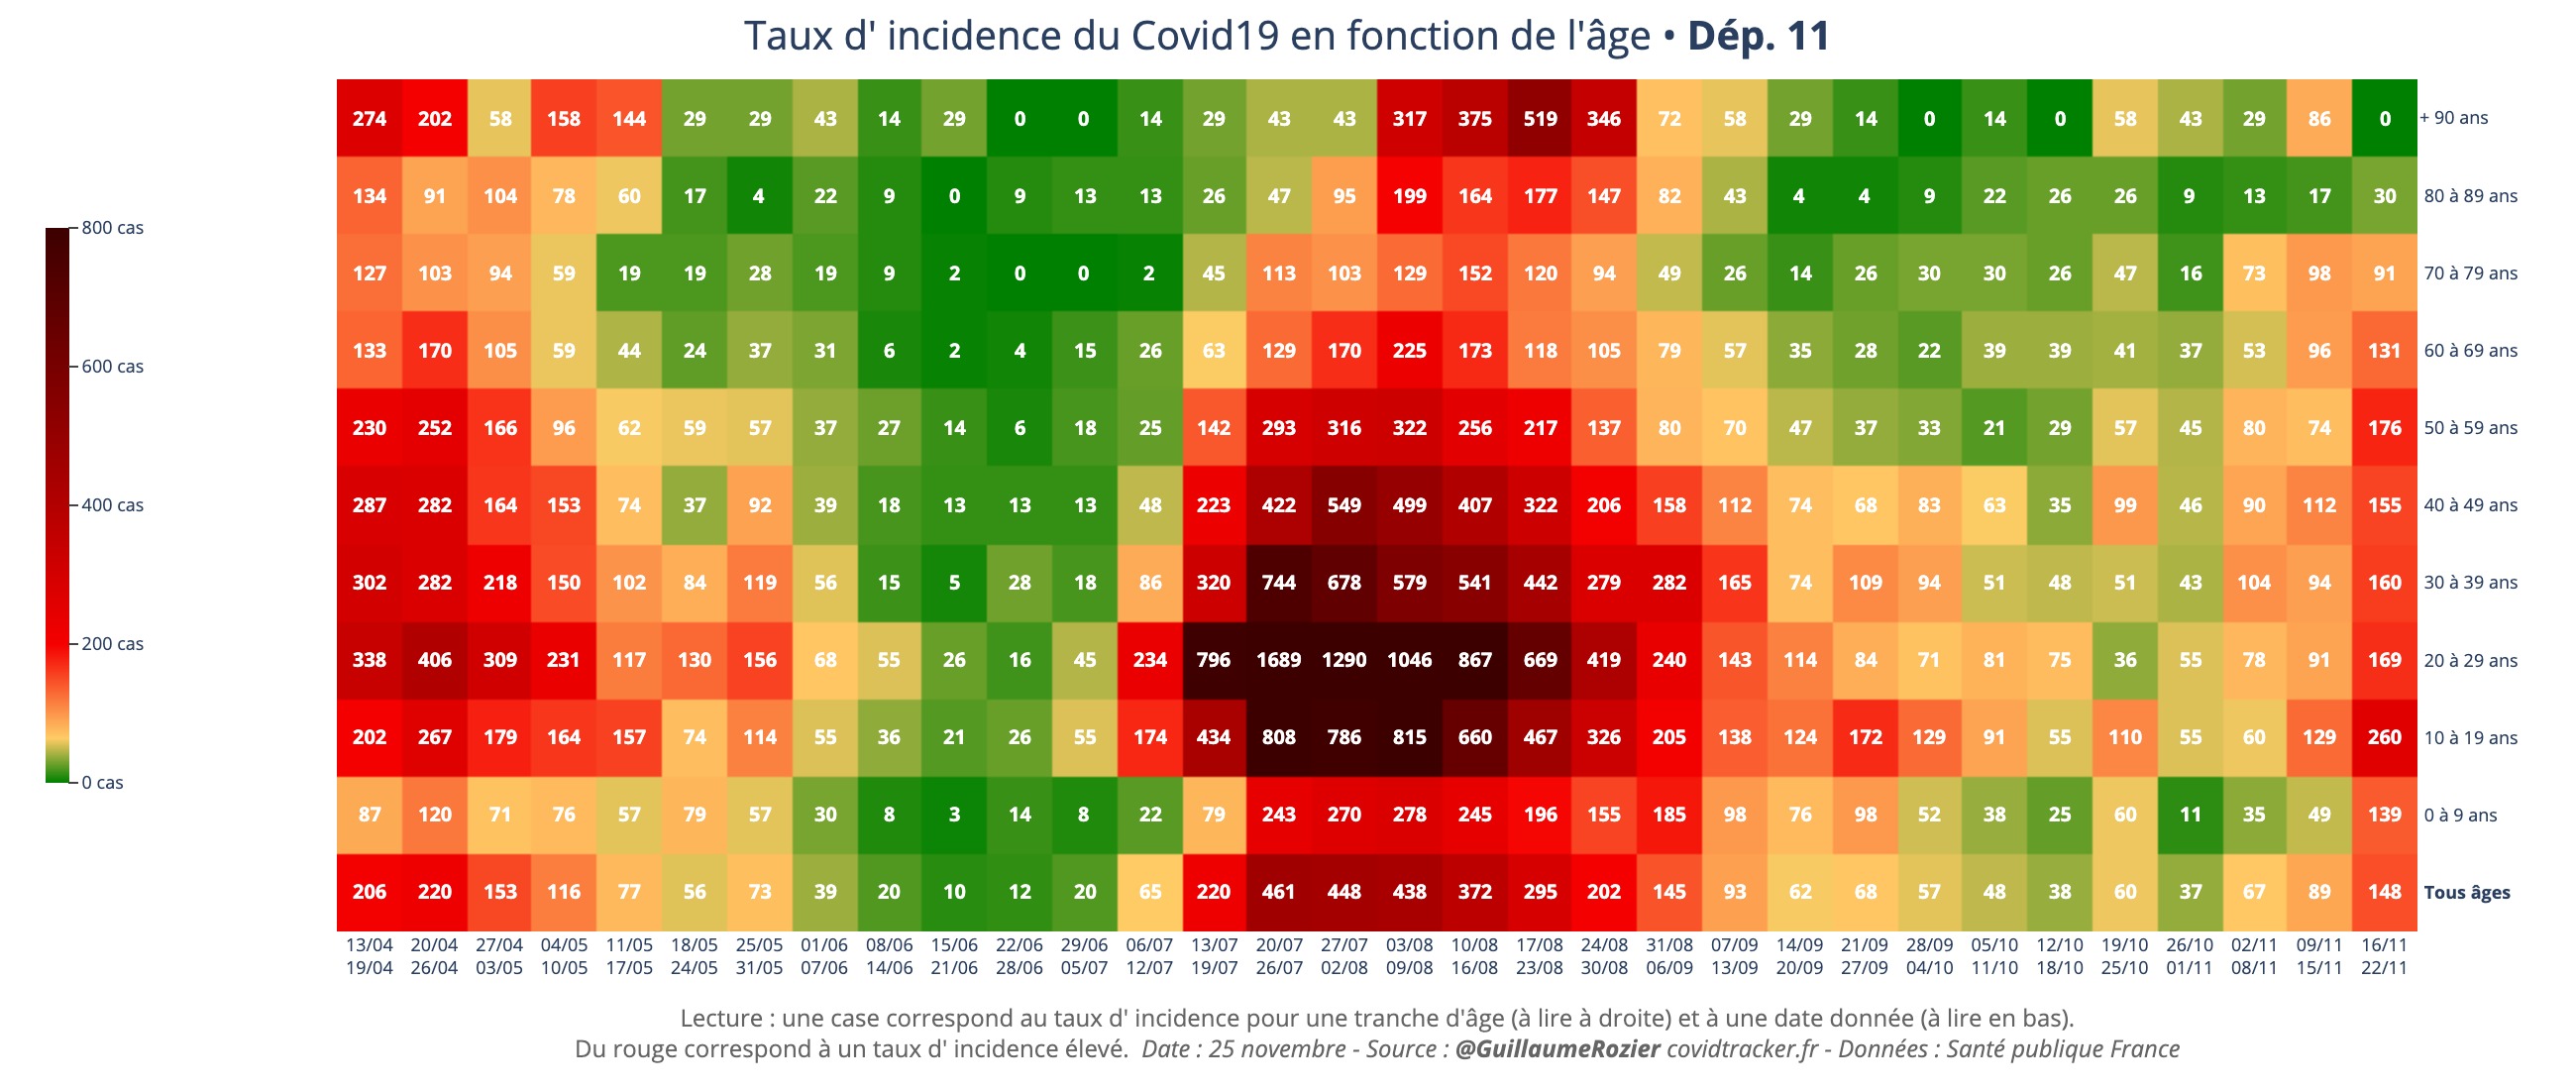 Taux d' incidence du Covid19 en fonction de l'âge • Dép. 11
800 cas
600 cas
400 cas
200 cas
0 cas
274 202 58 158 144 29 29 43 14 29 0 0 14 29 43 43 317 375 519 346 72 58 29 14 0 14 0 58 43 29 86 0 + 90 ans
134 91 104 78 60 17 4 22 9 0 9 13 13 26 47 95 199 164 177 147 82 43 4 4 9 22 26 26 9 13 17 30 80 à 89 ans
127 103 94 59 19 19 28 19 9 2 0 0 2 45 113 103 129 152 120 94 49 26 14 26 30 30 26 47 16 73 98 91 70 à 79 ans
133 170 105 59 44 24 37 31 6 2 4 15 26 63 129 170 225 173 118 105 79 57 35 28 22 39 39 41 37 53 96 131 60 à 69 ans
230 252 166 96 62 59 57 37 27 14 6 18 25 142 293 316 322 256 217 137 80 70 47 37 33 21 29 57 45 80 74 176 50 à 59 ans
287 282 164 153 74 37 92 39 18 13 13 13 48 223 422 549 499 407 322 206 158 112 74 68 83 63 35 99 46 90 112 155 40 à 49 ans
302 282 218 150 102 84 119 56 15 5 28 18 86 320 744 678 579 541 442 279 282 165 74 109 94 51 48 51 43 104 94 160 30 à 39 ans
338 406 309 231 117 130 156 68 55 26 16 45 234 796 1689 1290 1046 867 669 419 240 143 114 84 71 81 75 36 55 78 91 169 20 à 29 ans
202 267 179 164 157 74 114 55 36 21 26 55 174 434 808 786 815 660 467 326 205 138 124 172 129 91 55 110 55 60 129 260 10 à 19 ans
87 120 71 76 57 79 57 30 8 3 14 8 22 79 243 270 278 245 196 155 185 98 76 98 52 38 25 60 11 35 49 139 0 à 9 ans
206 220 153 116 77 56 73 39 20 10 12 20 65 220 461 448 438 372 295 202 145 93 62 68 57 48 38 60 37 67 89 148 Tous âges
13/04 20/04 27/04 04/05 11/05 18/05 25/05 01/06 08/06 15/06 22/06 29/06 06/07 13/07 20/07 27/07 03/08 10/08 17/08 24/08 31/08 07/09 14/09 21/09 28/09 05/10 12/10 19/10 26/10 02/11 09/11 16/11
19/04 26/04 03/05 10/05 17/05 24/05 31/05 07/06 14/06 21/06 28/06 05/07 12/07 19/07 26/07 02/08 09/08 16/08 23/08 30/08 06/09 13/09 20/09 27/09 04/10 11/10 18/10 25/10 01/11 08/11 15/11 22/11
Lecture : une case correspond au taux d' incidence pour une tranche d'âge (à lire à droite) et à une date donnée (à lire en bas).
Du rouge correspond à un taux d' incidence élevé. Date : 25 novembre - Source : @GuillaumeRozier covidtracker.fr - Données : Santé publique France